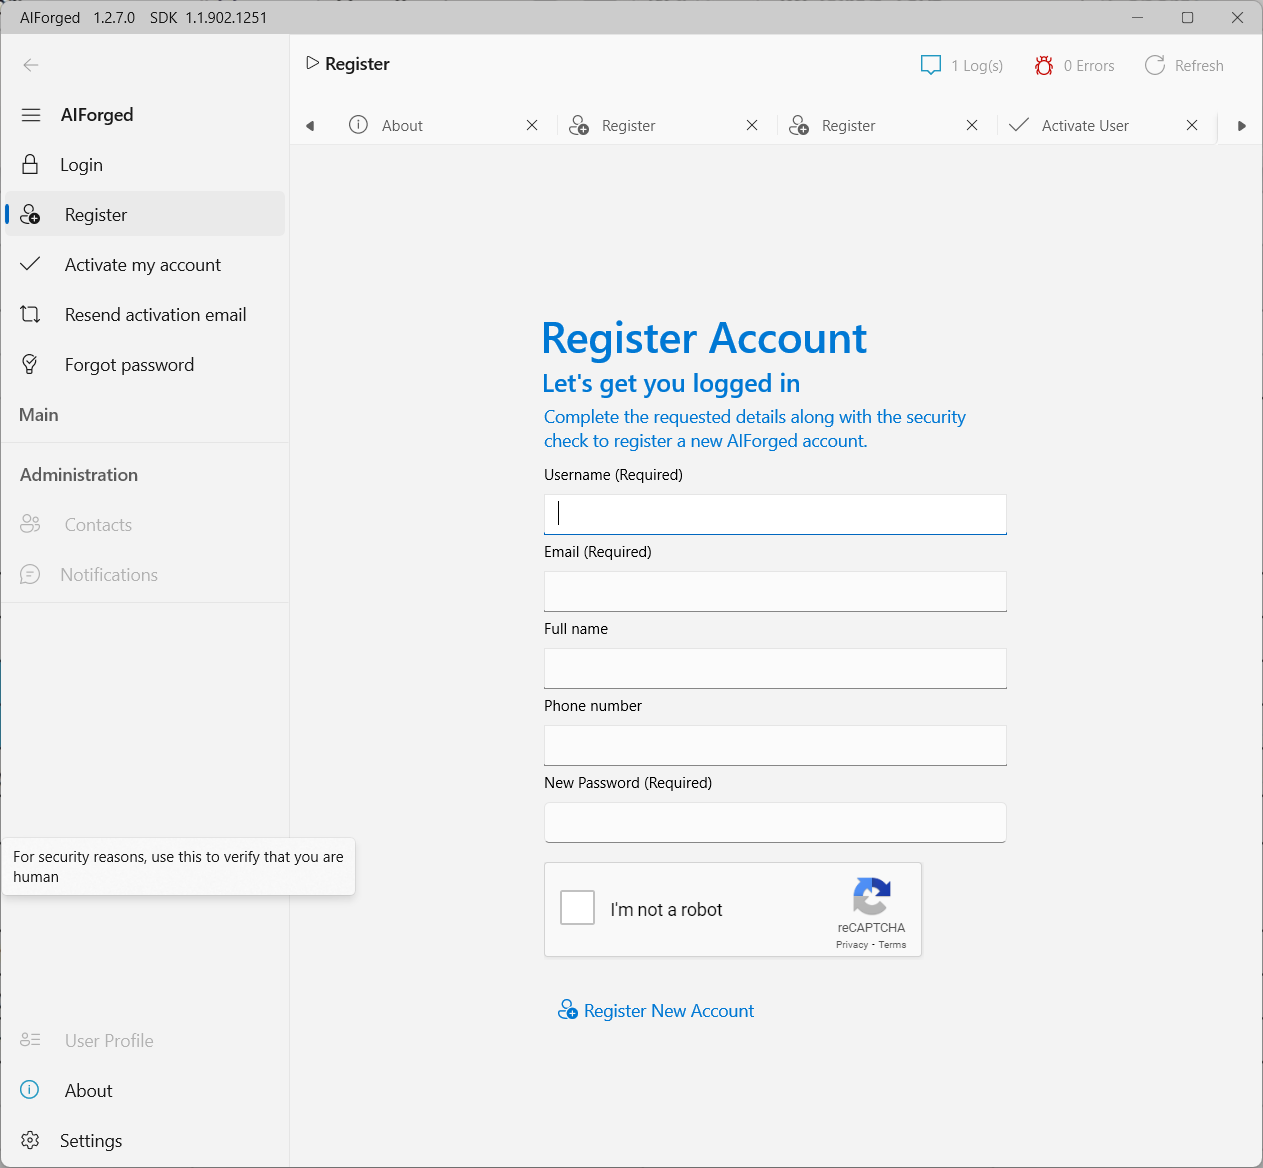 AIForged 1.2.7.0 SDK 1.1.902.1251
Register
1 Log(s)
0 Errors
Refresh
AIForged
Login
Register
Activate my account
Resend activation email
Forgot password
Main
Administration
Contacts
Notifications
For security reasons, use this to verify that you are
human
User Profile
About
Settings
About
Register
Register
Activate User
Register Account
Let's get you logged in
Complete the requested details along with the security
check to register a new AIForged account.
Username (Required)
Email (Required)
Full name
Phone number
New Password (Required)
I'm not a robot
reCAPTCHA
Privacy - Terms
Register New Account